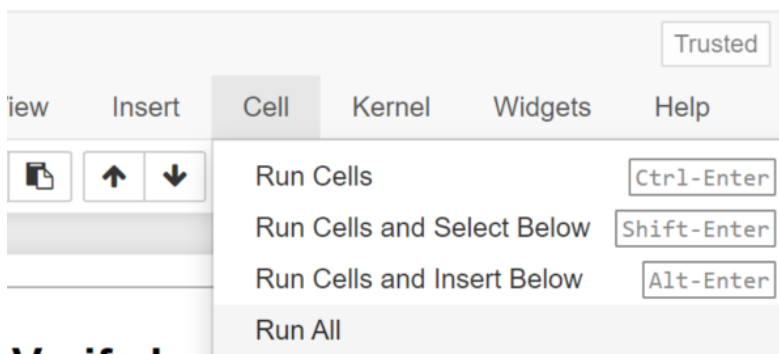 Trusted
iew Insert Cell Kernel Widgets Help
Run Cells Ctrl-Enter
Run Cells and Select Below Shift-Enter
Run Cells and Insert Below Alt-Enter
Run All